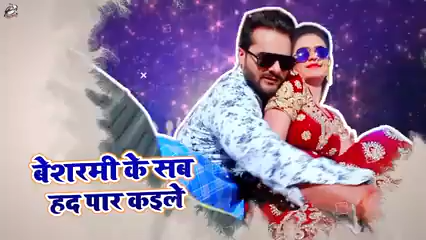 बेशरमी के सब
हद पार कइले